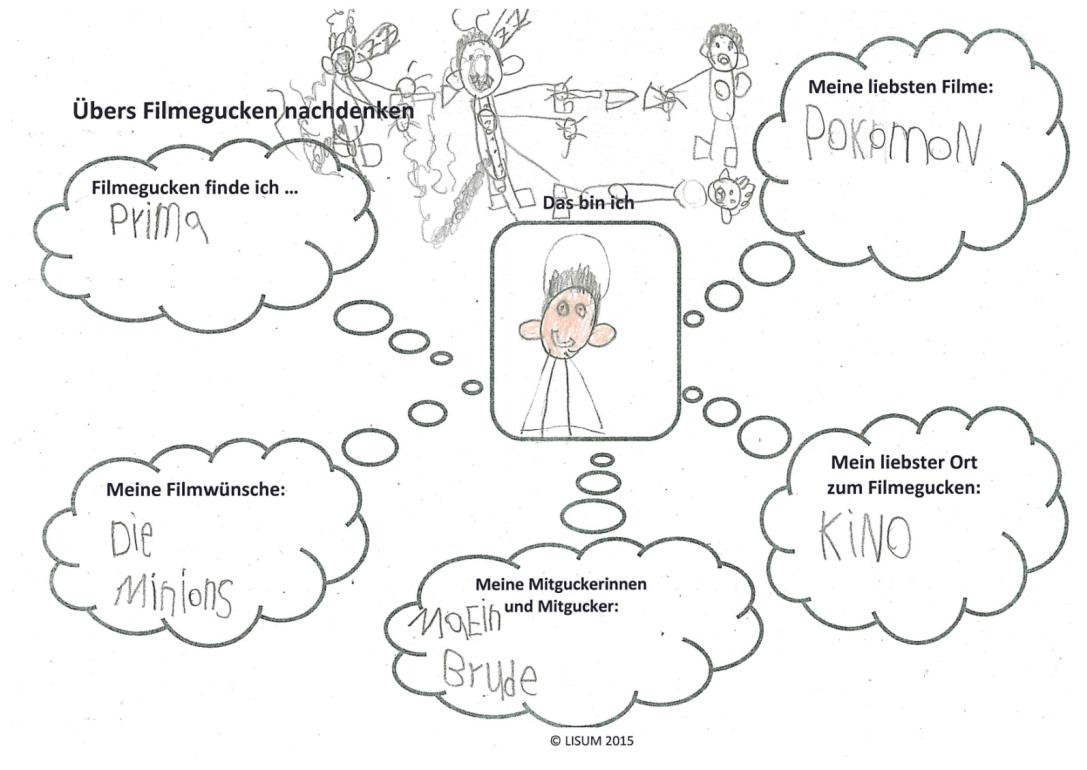 Übers Filmegucken nachdenken
Filmegucken finde ich ...
Prima
Meine liebsten Filme:
POKOMON
Das bin ich
Meine Filmwünsche:
Die
Minions
Mein liebster Ort
zum Filmegucken:
KiNO
Meine Mitguckerinnen
und Mitgucker:
MaEin
Brude
© LISUM 2015